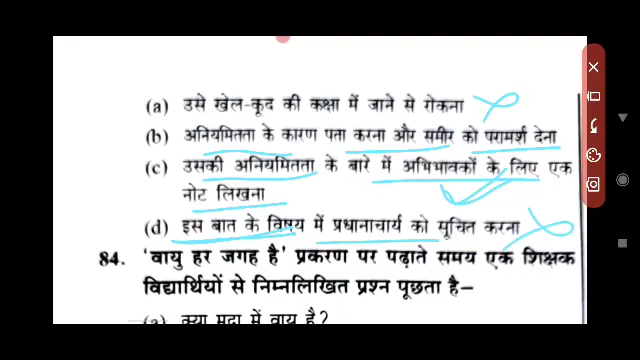 (a) उसे खेल-कूद की कक्षा में जाने से रोकना
(b) अनियमितता के कारण पता करना और समीर को परामर्श देना
(c) उसकी अनियमितता के बारे में अभिभावकों के लिए एक
नोट लिखना
(d) इस बात के विषय में प्रधानाचार्य को सूचित करना
84. 'वायु हर जगह है' प्रकरण पर पढ़ाते समय एक शिक्षक
विद्यार्थियों से निम्नलिखित प्रश्न पूछता है–
(a) क्या मृदा में वायु है?